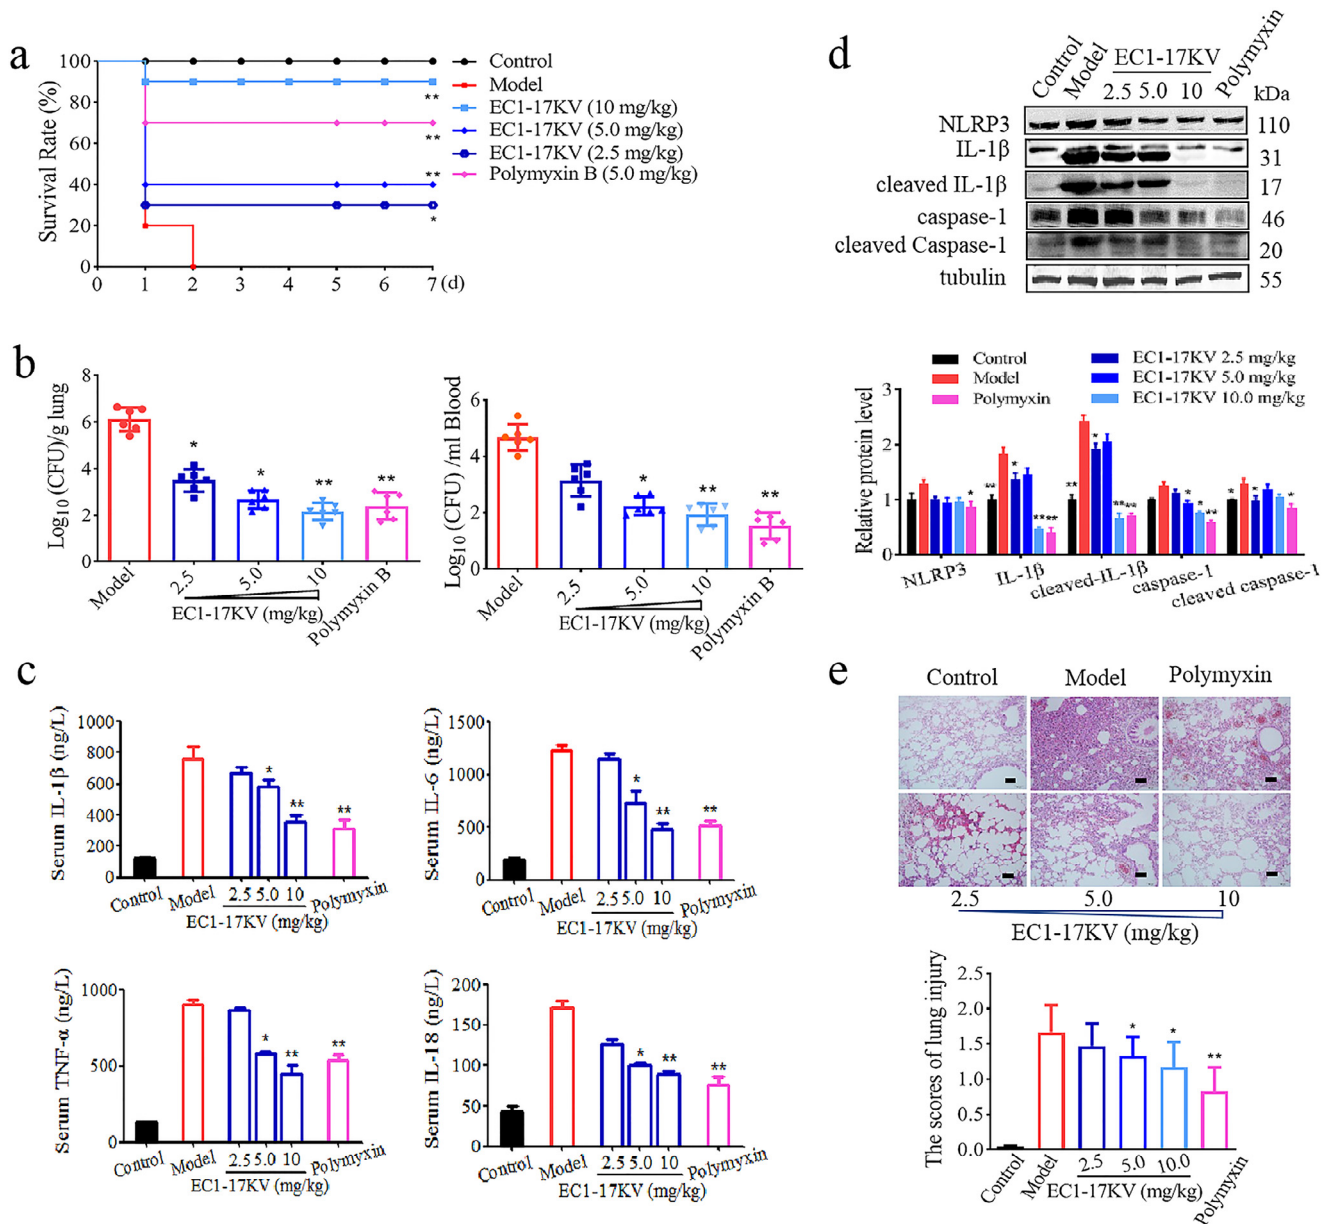 a
Survival Rate (%)
100
80
60
40
20
0
0 1 2 3 4 5 6 7 (d)
**
**
**
*
Control
Model
EC1-17KV (10 mg/kg)
EC1-17KV (5.0 mg/kg)
EC1-17KV (2.5 mg/kg)
Polymyxin B (5.0 mg/kg)
b
Log10 (CFU)/g lung
8
6
4
2
0
* * ** **
Model 2.5 5.0 10 Polymyxin B
EC1-17KV (mg/kg)
Log10 (CFU) /ml Blood
6
4
2
0
* ** **
Model 2.5 5.0 10 Polymyxin B
EC1-17KV (mg/kg)
c
Serum IL-1β (ng/L)
1000
800
600
400
200
0
* ** **
Control Model 2.5 5.0 10 Polymyxin
EC1-17KV (mg/kg)
Serum IL-6 (ng/L)
1500
1000
500
0
* ** **
Control Model 2.5 5.0 10 Polymyxin
EC1-17KV (mg/kg)
Serum TNF-α (ng/L)
1000
500
0
* ** **
Control Model 2.5 5.0 10 Polymyxin
EC1-17KV (mg/kg)
Serum IL-18 (ng/L)
200
150
100
50
0
* ** **
Control Model 2.5 5.0 10 Polymyxin
EC1-17KV (mg/kg)
d
Control Model EC1-17KV Polymyxin
2.5 5.0 10 kDa
NLRP3 110
IL-1β 31
cleaved IL-1β 17
caspase-1 46
cleaved Caspase-1 20
tubulin 55
Control
Model
Polymyxin
EC1-17KV 2.5 mg/kg
EC1-17KV 5.0 mg/kg
EC1-17KV 10.0 mg/kg
Relative protein level
3
2
1
0
* ** * ** ** ** * ** ** * * ** * * *
NLRP3 IL-1β cleaved-IL-1β caspase-1 cleaved caspase-1
e
Control Model Polymyxin
2.5 5.0 10
EC1-17KV (mg/kg)
The scores of lung injury
2.5
2.0
1.5
1.0
0.5
0.0
* * **
Control Model 2.5 5.0 10.0 Polymyxin
EC1-17KV (mg/kg)